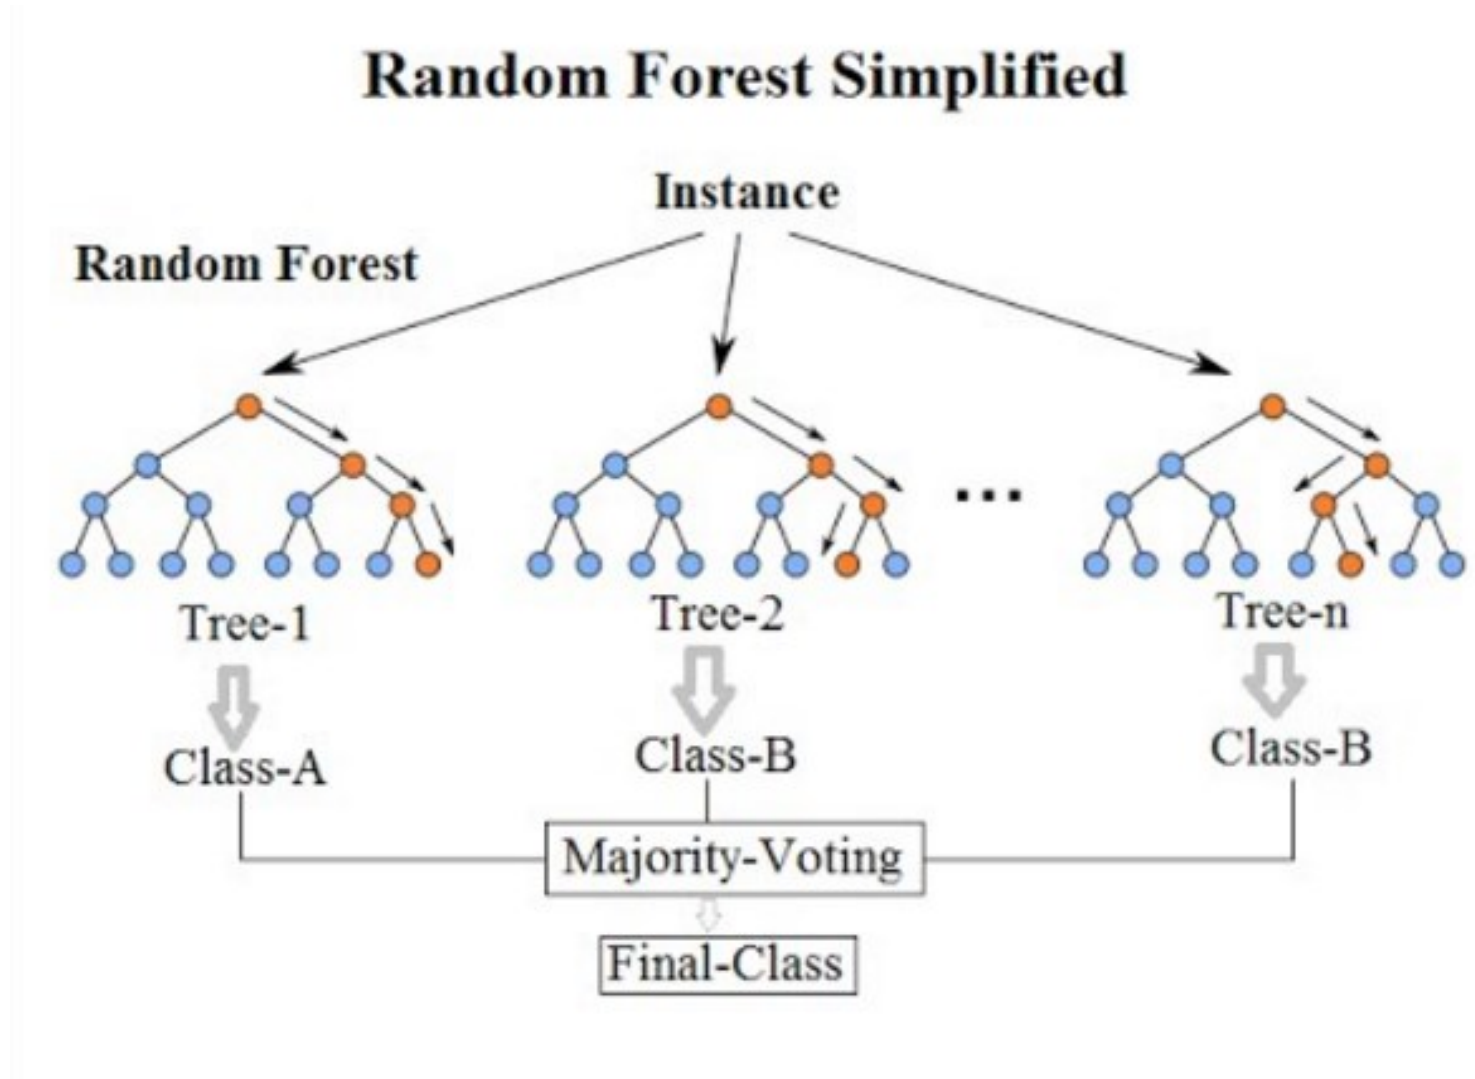 Random Forest Simplified
Instance
Random Forest
...
Tree-1
Tree-2
Tree-n
Class-A
Class-B
Class-B
Majority-Voting
Final-Class